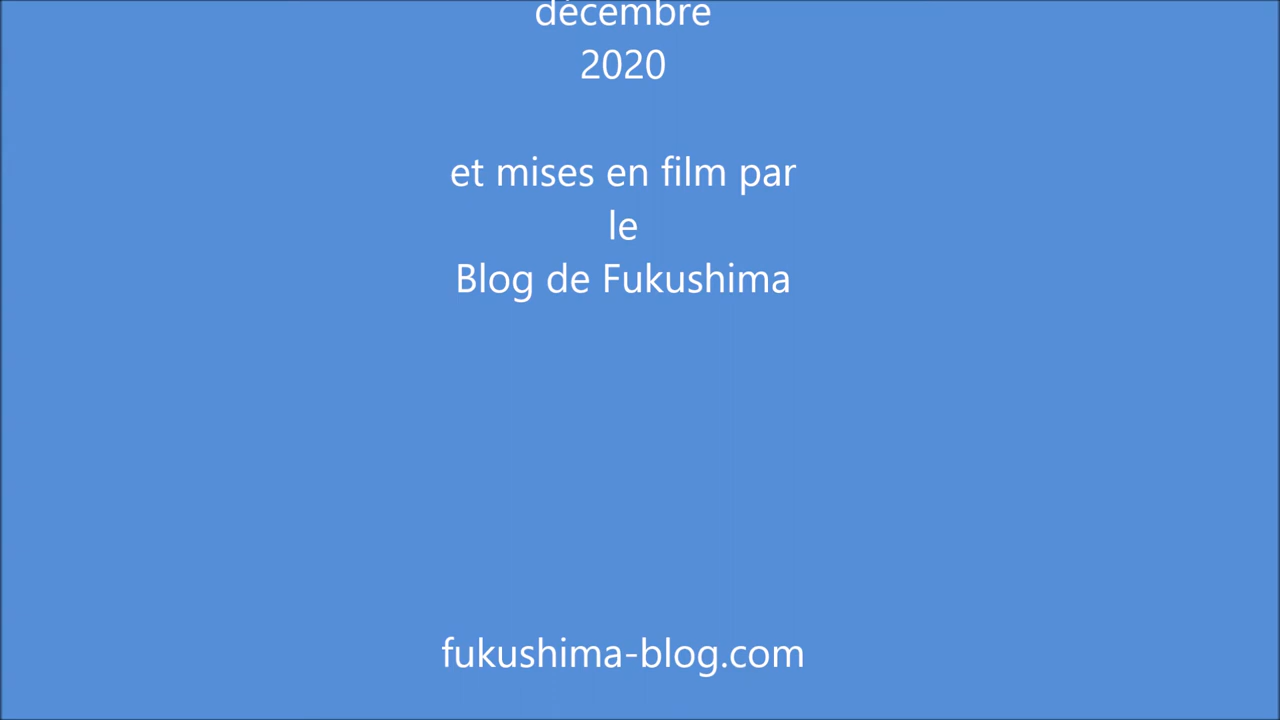 décembre
2020
et mises en film par
le
Blog de Fukushima
fukushima-blog.com